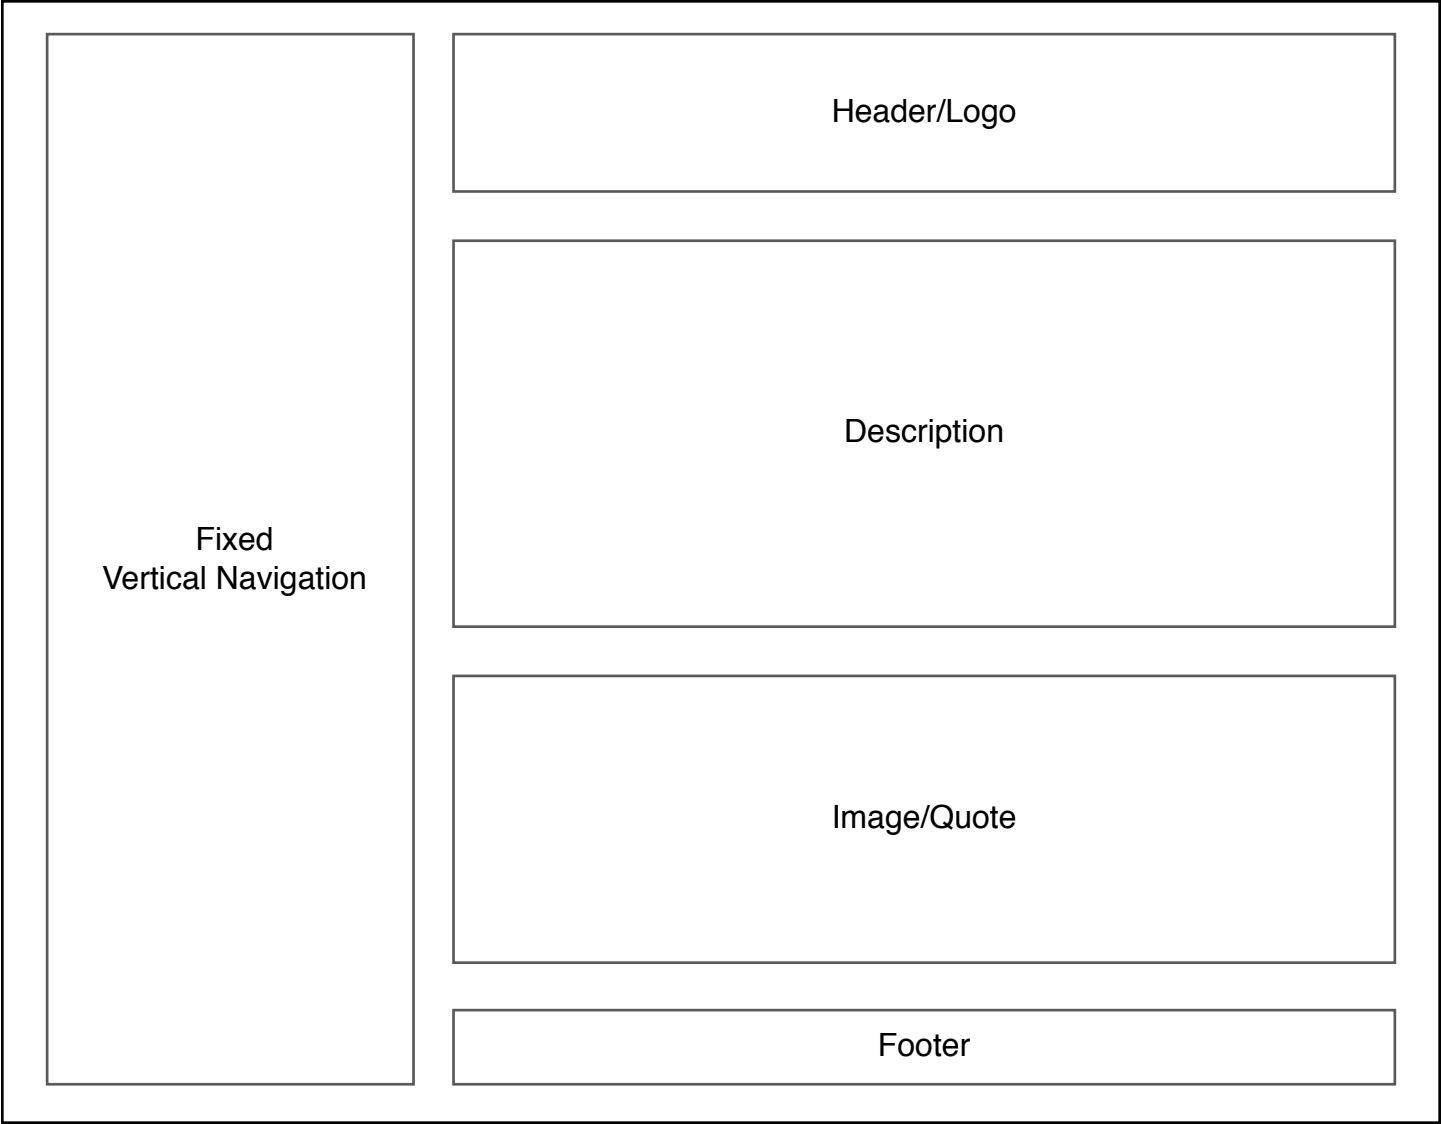 Fixed
Vertical Navigation
Header/Logo
Description
Image/Quote
Footer